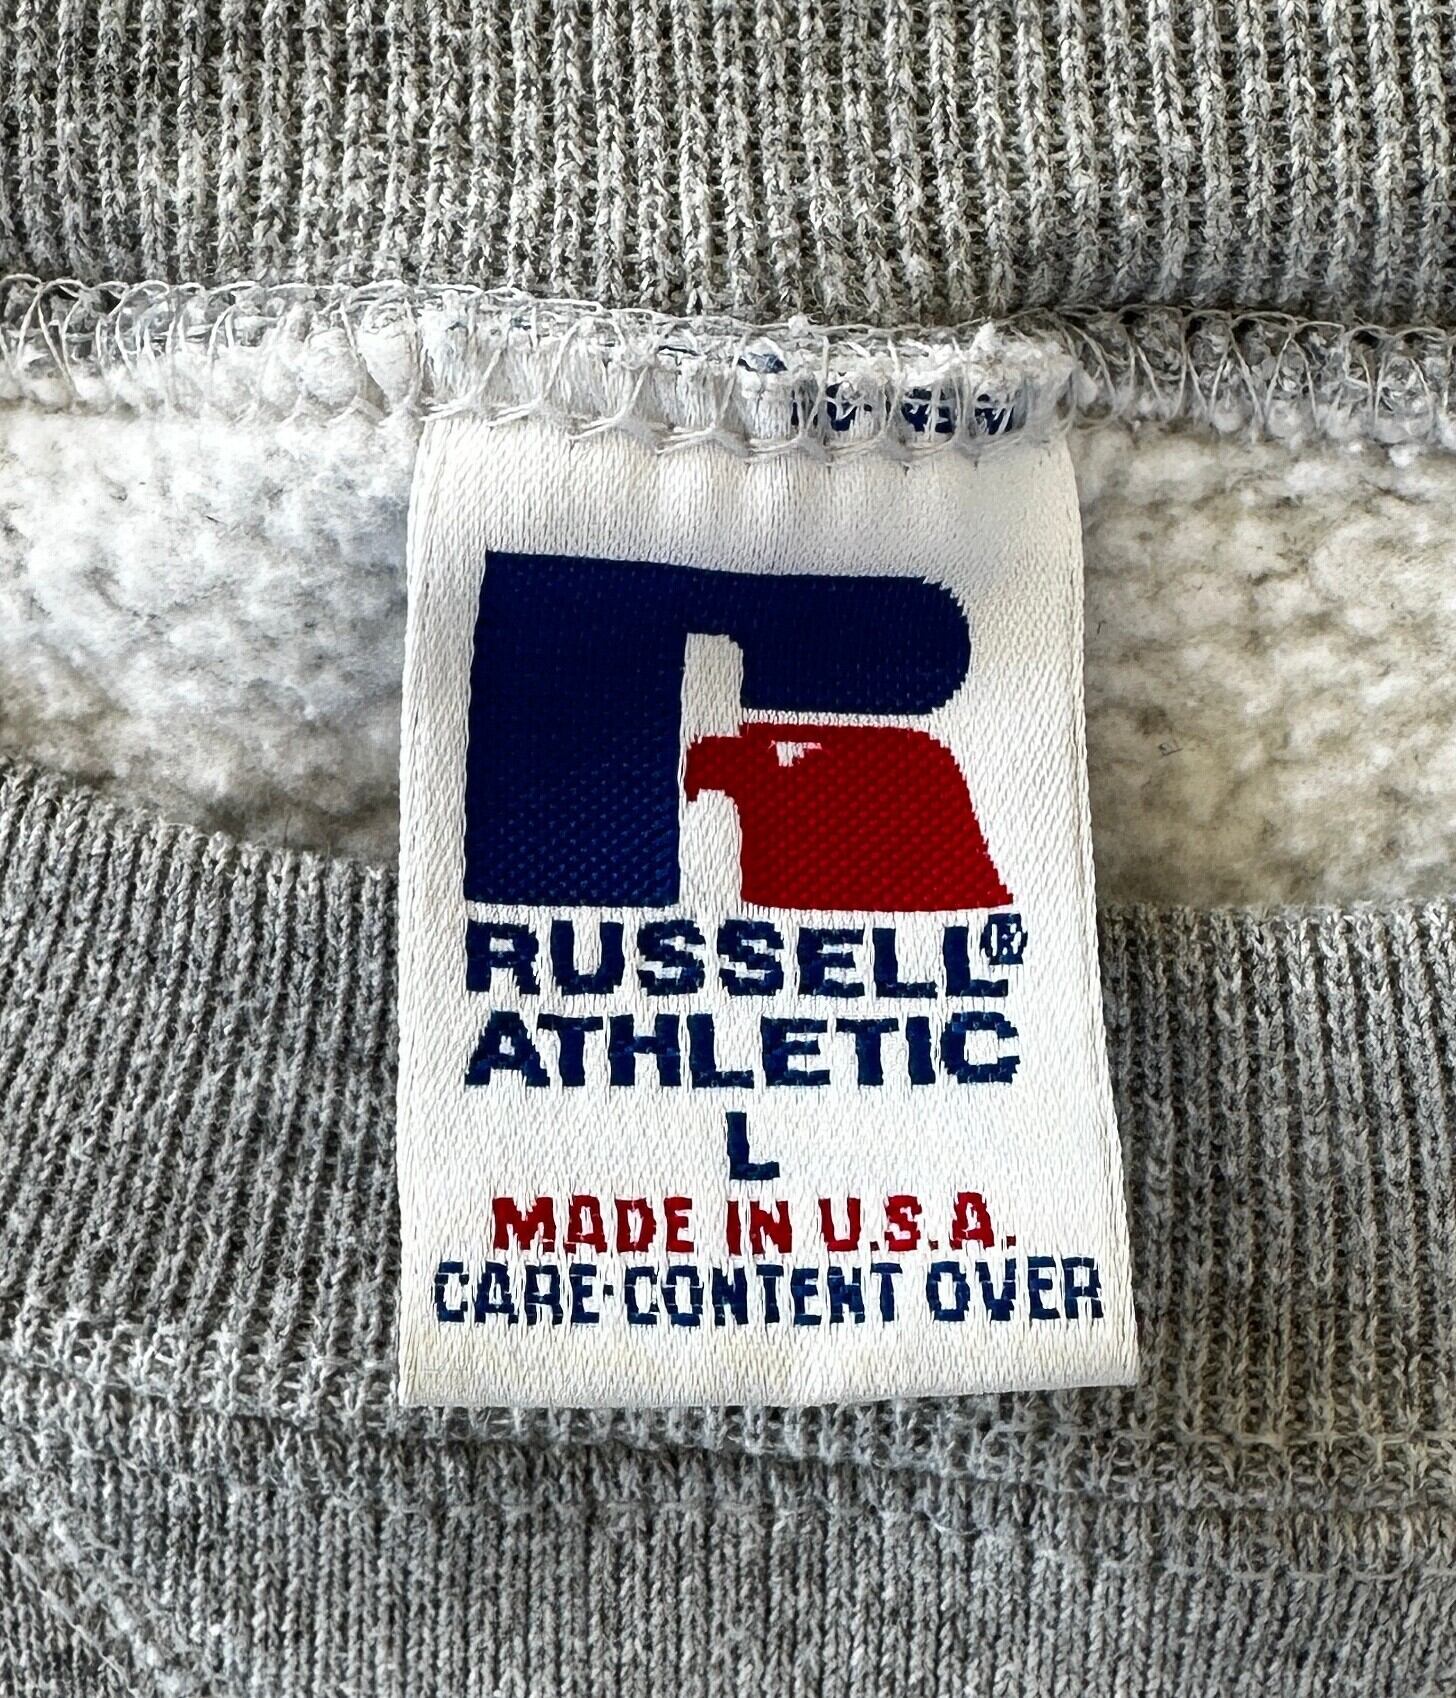 RUSSELL®
ATHLETIC
L
MADE IN U.S.A.
CARE·CONTENT OVER